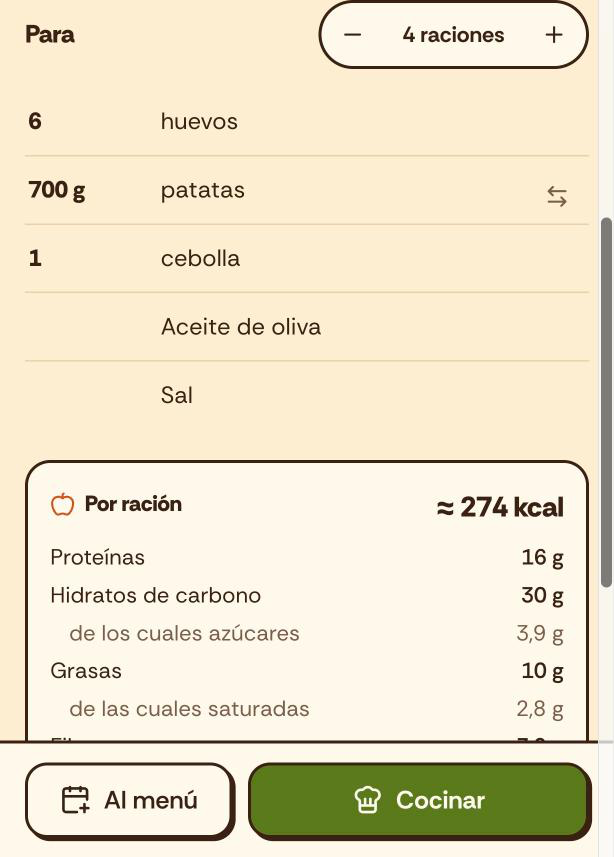 Para
4 raciones
6 huevos
700 g patatas
1 cebolla
Aceite de oliva
Sal
Por ración ≈ 274 kcal
Proteínas 16 g
Hidratos de carbono 30 g
de los cuales azúcares 3,9 g
Grasas 10 g
de las cuales saturadas 2,8 g
Al menú
Cocinar